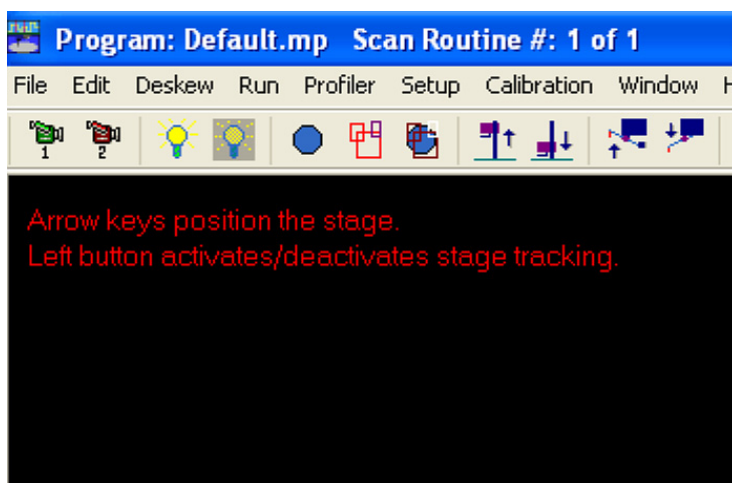 Program: Default.mp Scan Routine #: 1 of 1
File Edit Deskew Run Profiler Setup Calibration Window
1 2
Arrow keys position the stage.
Left button activates/deactivates stage tracking.